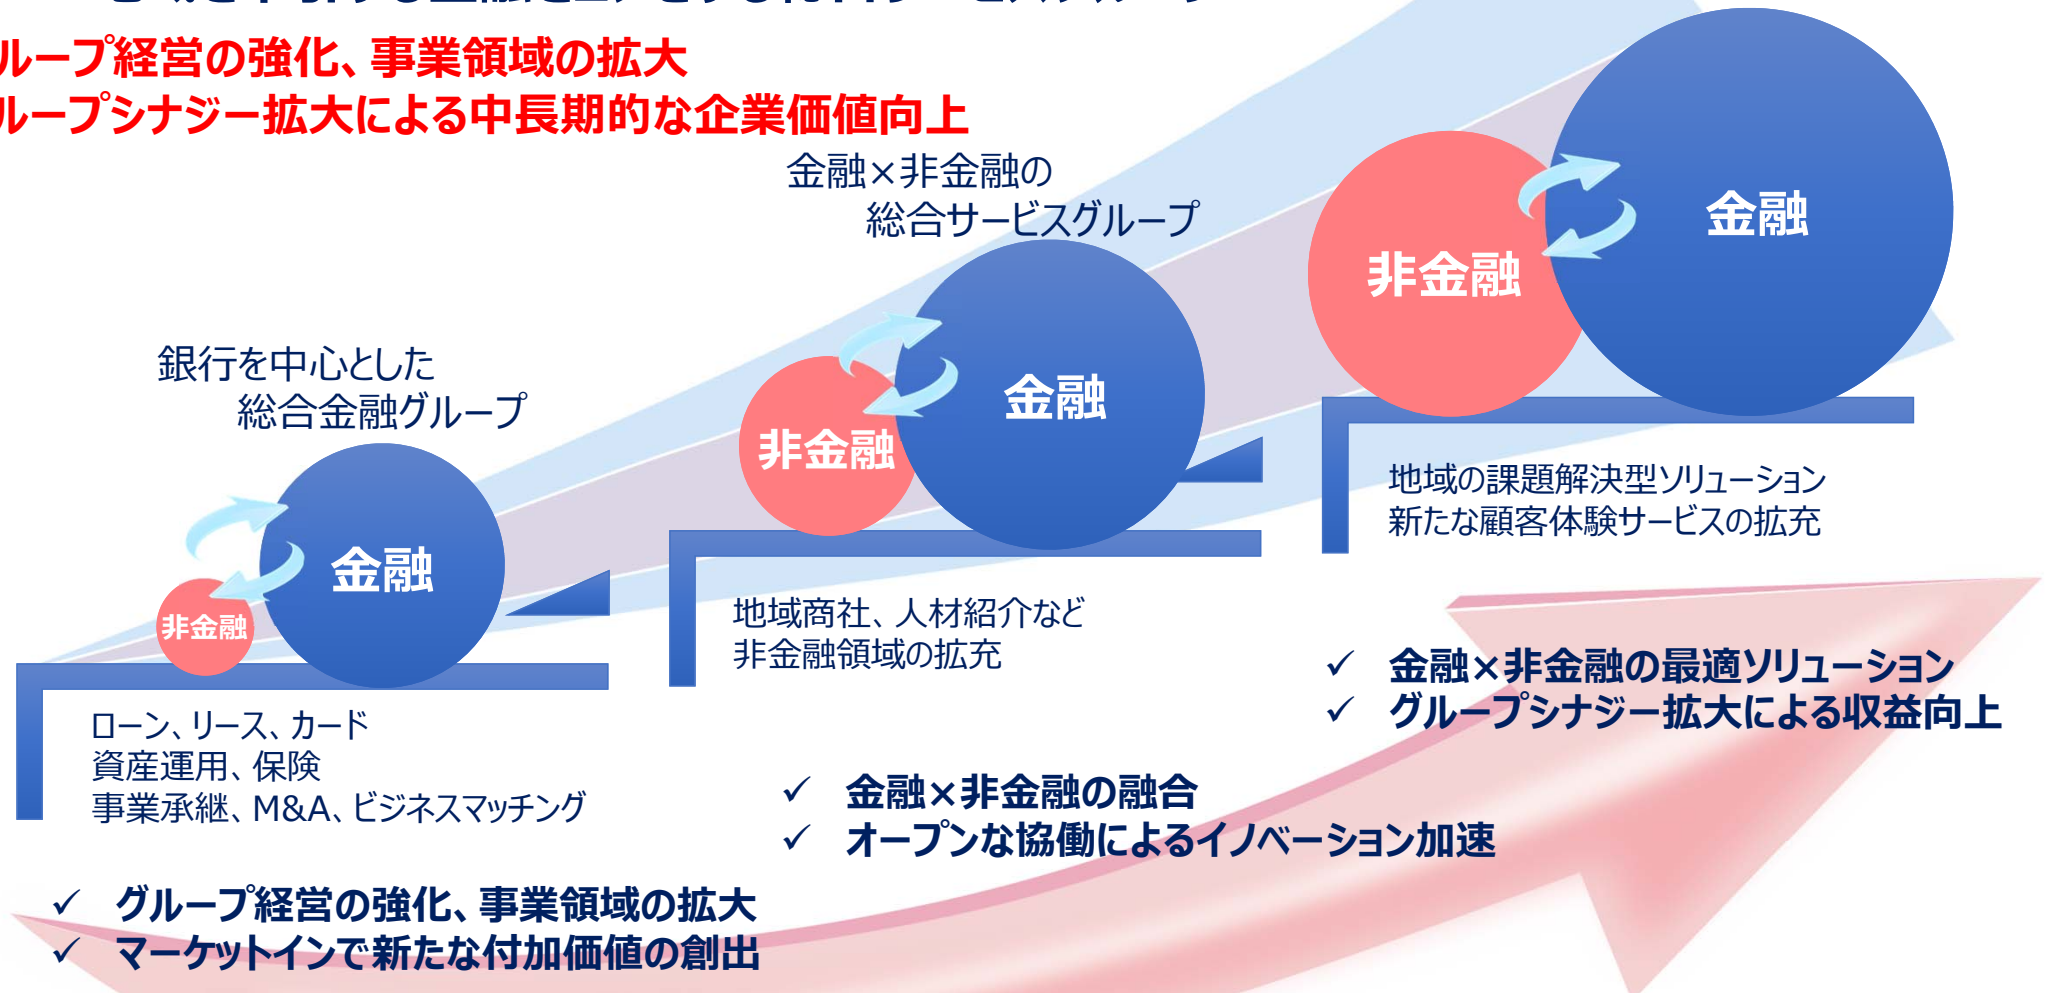 ループ経営の強化、事業領域の拡大
ループシナジー拡大による中長期的な企業価値向上
銀行を中心とした
総合金融グループ
金融
非金融
ローン、リース、カード
資産運用、保険
事業承継、M&A、ビジネスマッチング
✓ グループ経営の強化、事業領域の拡大
✓ マーケットインで新たな付加価値の創出
金融×非金融の
総合サービスグループ
金融
非金融
地域商社、人材紹介など
非金融領域の拡充
✓ 金融×非金融の融合
✓ オープンな協働によるイノベーション加速
金融
非金融
地域の課題解決型ソリューション
新たな顧客体験サービスの拡充
✓ 金融×非金融の最適ソリューション
✓ グループシナジー拡大による収益向上